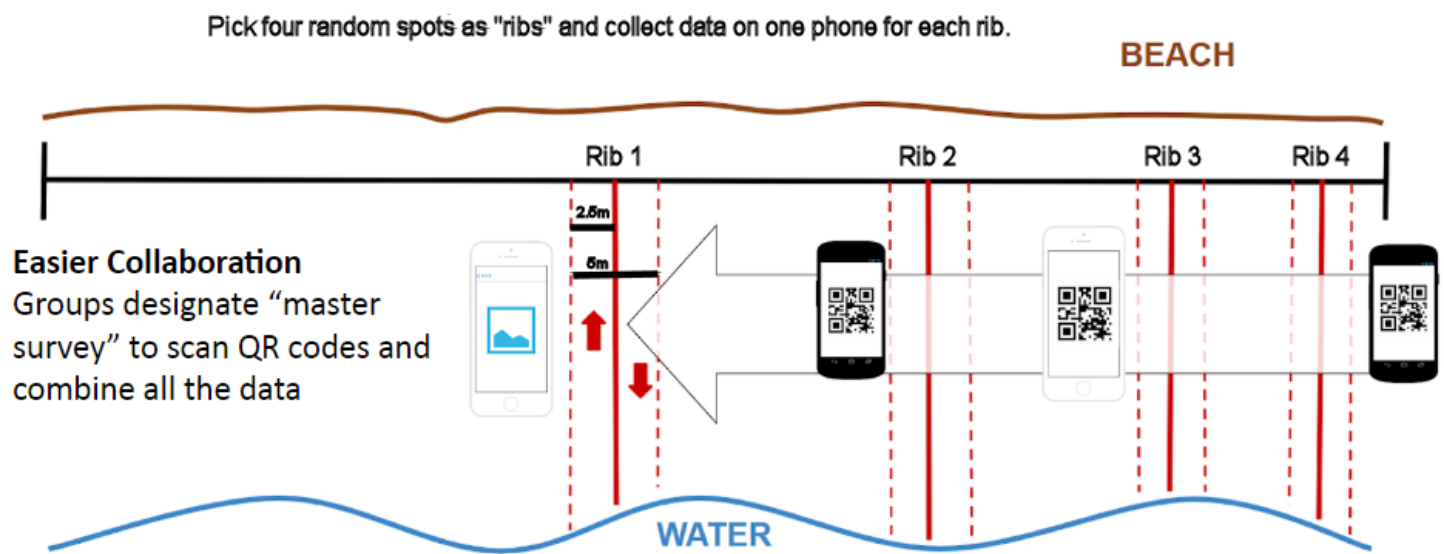 Pick four random spots as "ribs" and collect data on one phone for each rib.
BEACH
Rib 1
Rib 2
Rib 3
Rib 4
2.5m
5m
Easier Collaboration
Groups designate “master
survey” to scan QR codes and
combine all the data
WATER